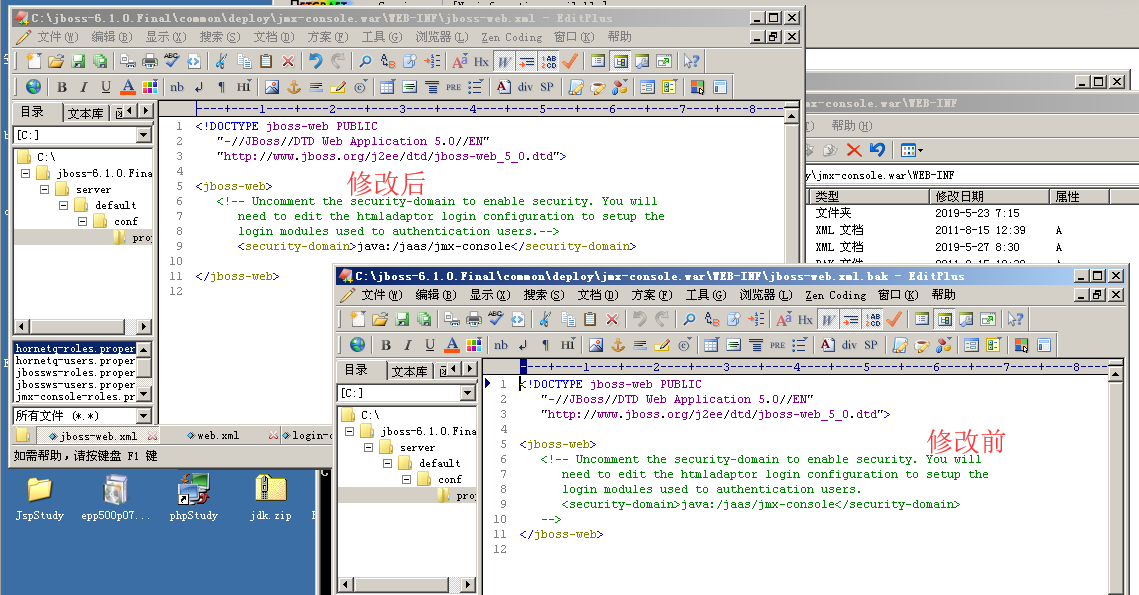 C:\jboss-6.1.0.Final\common\deploy\jmx-console.war\WEB-INF\jboss-web.xml - EditPlus
文件(F) 编辑(E) 显示(X) 搜索(S) 文档(D) 方案(P) 工具(G) 浏览器(L) Zen Coding 窗口(K) 帮助
B I U A nb ¶ HI A div SP
目录 文本库
[C:]
C:\
jboss-6.1.0.Fina
server
default
conf
proj
hornetq-roles.proper
hornetq-users.proper
jbossws-roles.proper
jbossws-users.proper
jmx-console-roles.pr
所有文件 (*.*)
1 <!DOCTYPE jboss-web PUBLIC
2 "-//JBoss//DTD Web Application 5.0//EN"
3 "http://www.jboss.org/j2ee/dtd/jboss-web_5_0.dtd">
4
修改后
5 <jboss-web>
6 <!-- Uncomment the security-domain to enable security. You will
7 need to edit the htmladaptor login configuration to setup the
8 login modules used to authentication users.-->
9 <security-domain>java:/jaas/jmx-console</security-domain>
10
11 </jboss-web>
12
jboss-web.xml web.xml login-c
如需帮助，请按键盘 F1 键
jmx-console.war\WEB-INF
帮助(H)
y\jmx-console.war\WEB-INF
类型 修改日期 属性
文件夹 2019-5-23 7:15
XML 文档 2011-8-15 12:39 A
XML 文档 2019-5-27 8:30 A
JspStudy epp500p07... phpStudy jdk.zip
C:\jboss-6.1.0.Final\common\deploy\jmx-console.war\WEB-INF\jboss-web.xml.bak - EditPlus
文件(F) 编辑(E) 显示(X) 搜索(S) 文档(D) 方案(P) 工具(G) 浏览器(L) Zen Coding 窗口(K) 帮助
B I U A nb ¶ HI PRE A div SP
目录 文本库
[C:]
C:\
jboss-6.1.0.Fina
server
default
conf
proj
1 <!DOCTYPE jboss-web PUBLIC
2 "-//JBoss//DTD Web Application 5.0//EN"
3 "http://www.jboss.org/j2ee/dtd/jboss-web_5_0.dtd">
4
5 <jboss-web>
修改前
6 <!-- Uncomment the security-domain to enable security. You will
7 need to edit the htmladaptor login configuration to setup the
8 login modules used to authentication users.
9 <security-domain>java:/jaas/jmx-console</security-domain>
10 -->
11 </jboss-web>
12